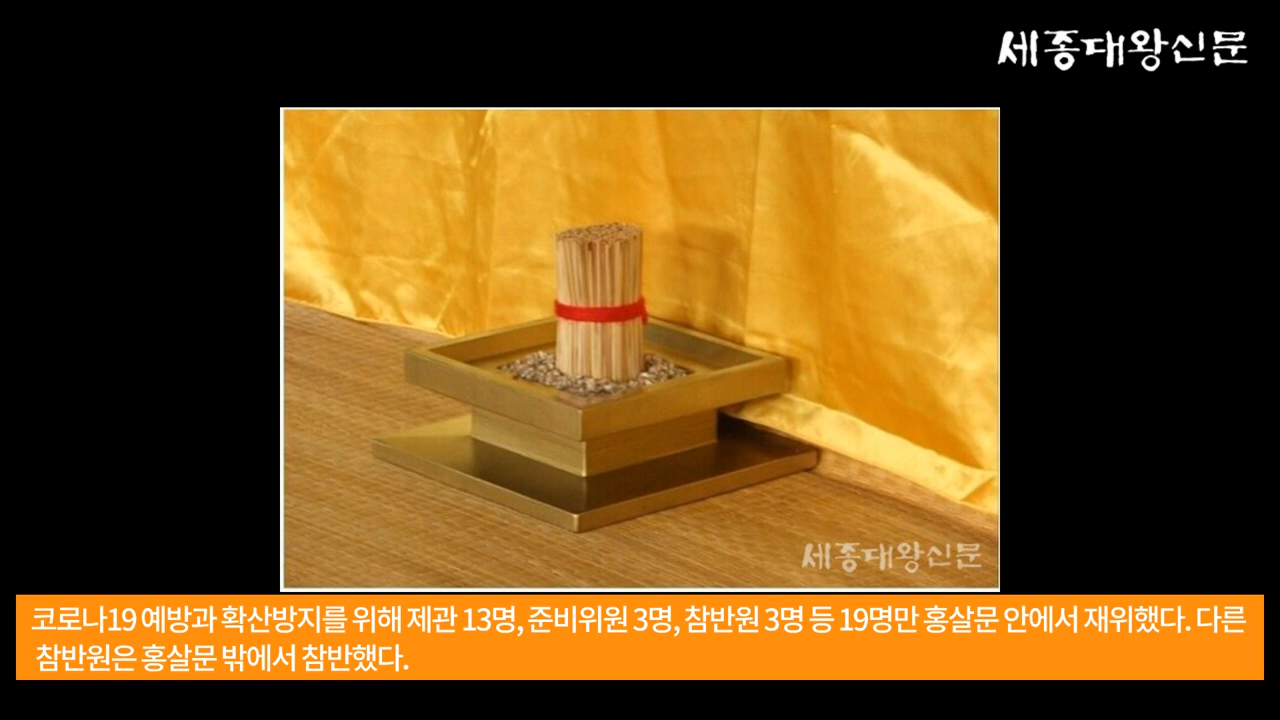 세종대왕신문
세종대왕신문
코로나19 예방과 확산방지를 위해 제관 13명, 준비위원 3명, 참반원 3명 등 19명만 홍살문 안에서 재위했다. 다른
참반원은 홍살문 밖에서 참반했다.